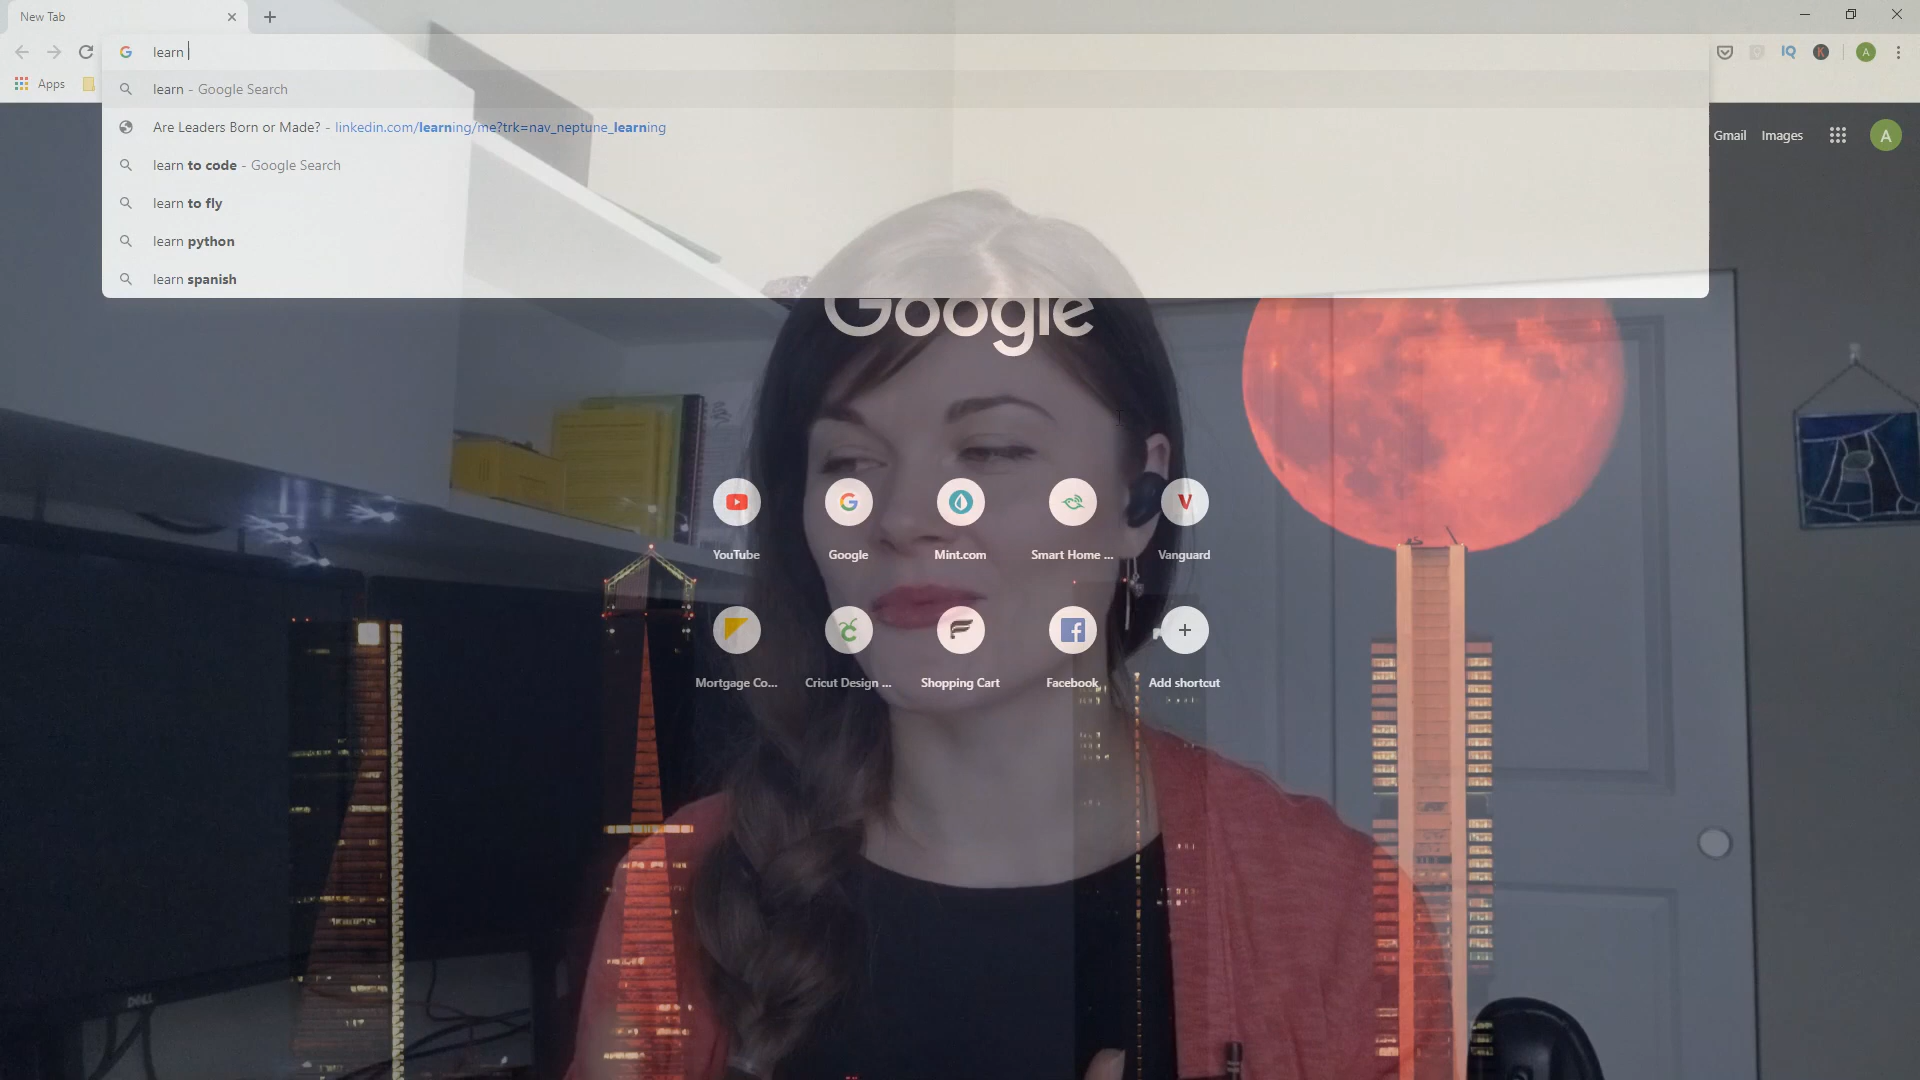 New Tab
learn
Apps
learn - Google Search
Are Leaders Born or Made? - linkedin.com/learning/me?trk=nav_neptune_learning
learn to code - Google Search
learn to fly
learn python
learn spanish
Gmail Images
A
Google
YouTube Google Mint.com Smart Home ... Vanguard
Mortgage Co... Cricut Design ... Shopping Cart Facebook Add shortcut
DELL